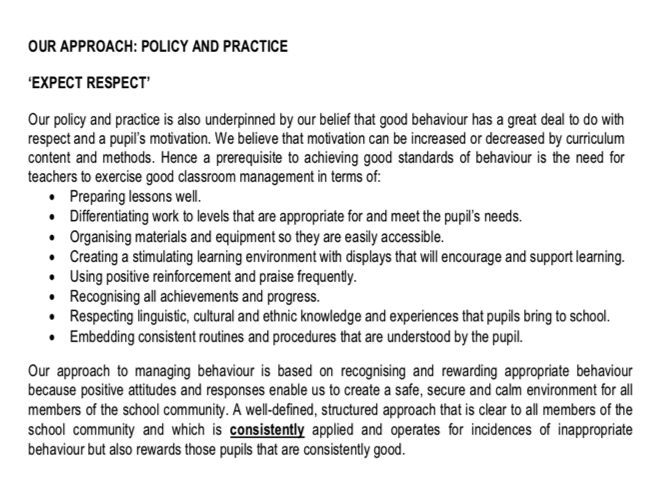 OUR APPROACH: POLICY AND PRACTICE
‘EXPECT RESPECT’
Our policy and practice is also underpinned by our belief that good behaviour has a great deal to do with
respect and a pupil’s motivation. We believe that motivation can be increased or decreased by curriculum
content and methods. Hence a prerequisite to achieving good standards of behaviour is the need for
teachers to exercise good classroom management in terms of:
• Preparing lessons well.
• Differentiating work to levels that are appropriate for and meet the pupil’s needs.
• Organising materials and equipment so they are easily accessible.
• Creating a stimulating learning environment with displays that will encourage and support learning.
• Using positive reinforcement and praise frequently.
• Recognising all achievements and progress.
• Respecting linguistic, cultural and ethnic knowledge and experiences that pupils bring to school.
• Embedding consistent routines and procedures that are understood by the pupil.
Our approach to managing behaviour is based on recognising and rewarding appropriate behaviour
because positive attitudes and responses enable us to create a safe, secure and calm environment for all
members of the school community. A well-defined, structured approach that is clear to all members of the
school community and which is consistently applied and operates for incidences of inappropriate
behaviour but also rewards those pupils that are consistently good.